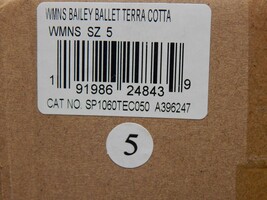 WMNS BAILEY BALLET TERRA COTTA
WMNS SZ 5
1 91986 24843 9
CAT NO. SP1060TEC050 A396247
5